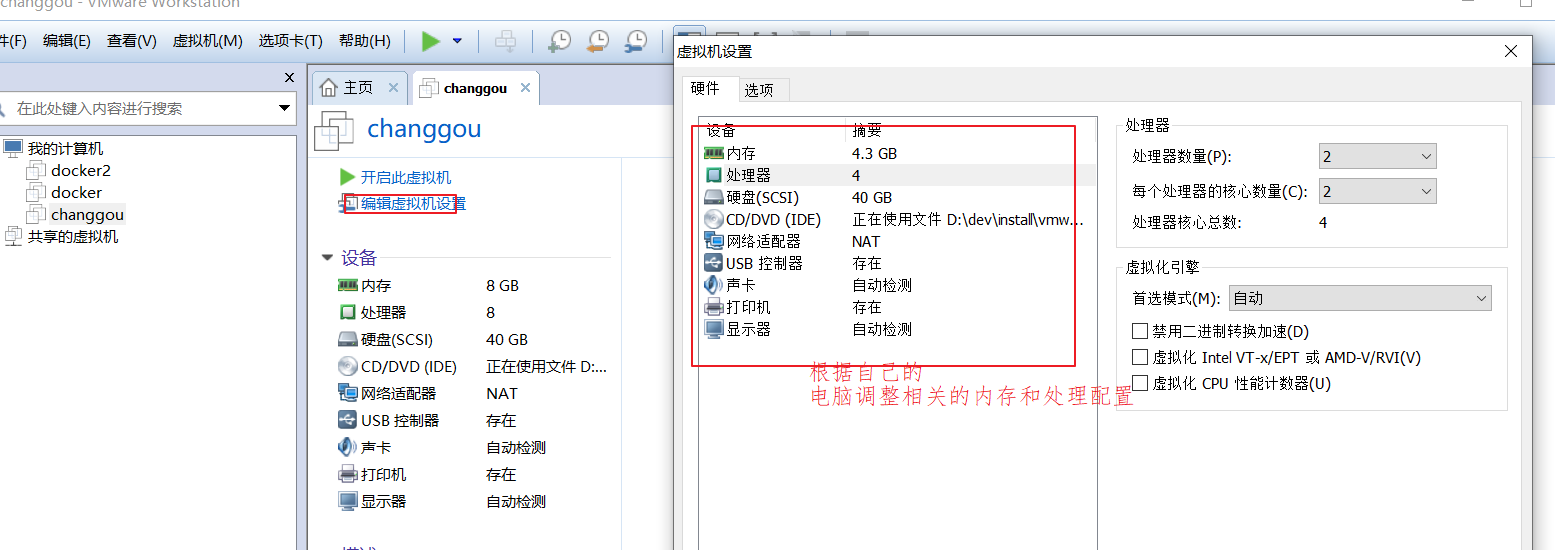 changgou - VMware Workstation
件(F) 编辑(E) 查看(V) 虚拟机(M) 选项卡(T) 帮助(H)
在此处键入内容进行搜索
我的计算机
docker2
docker
changgou
共享的虚拟机
主页 changgou
changgou
开启此虚拟机
编辑虚拟机设置
设备
内存 8 GB
处理器 8
硬盘(SCSI) 40 GB
CD/DVD (IDE) 正在使用文件 D:...
网络适配器 NAT
USB 控制器 存在
声卡 自动检测
打印机 存在
显示器 自动检测
虚拟机设置
硬件 选项
设备 摘要
内存 4.3 GB
处理器 4
硬盘(SCSI) 40 GB
CD/DVD (IDE) 正在使用文件 D:\dev\install\vmw...
网络适配器 NAT
USB 控制器 存在
声卡 自动检测
打印机 存在
显示器 自动检测
根据自己的
电脑调整相关的内存和处理配置
处理器
处理器数量(P): 2
每个处理器的核心数量(C): 2
处理器核心总数: 4
虚拟化引擎
首选模式(M): 自动
禁用二进制转换加速(D)
虚拟化 Intel VT-x/EPT 或 AMD-V/RVI(V)
虚拟化 CPU 性能计数器(U)